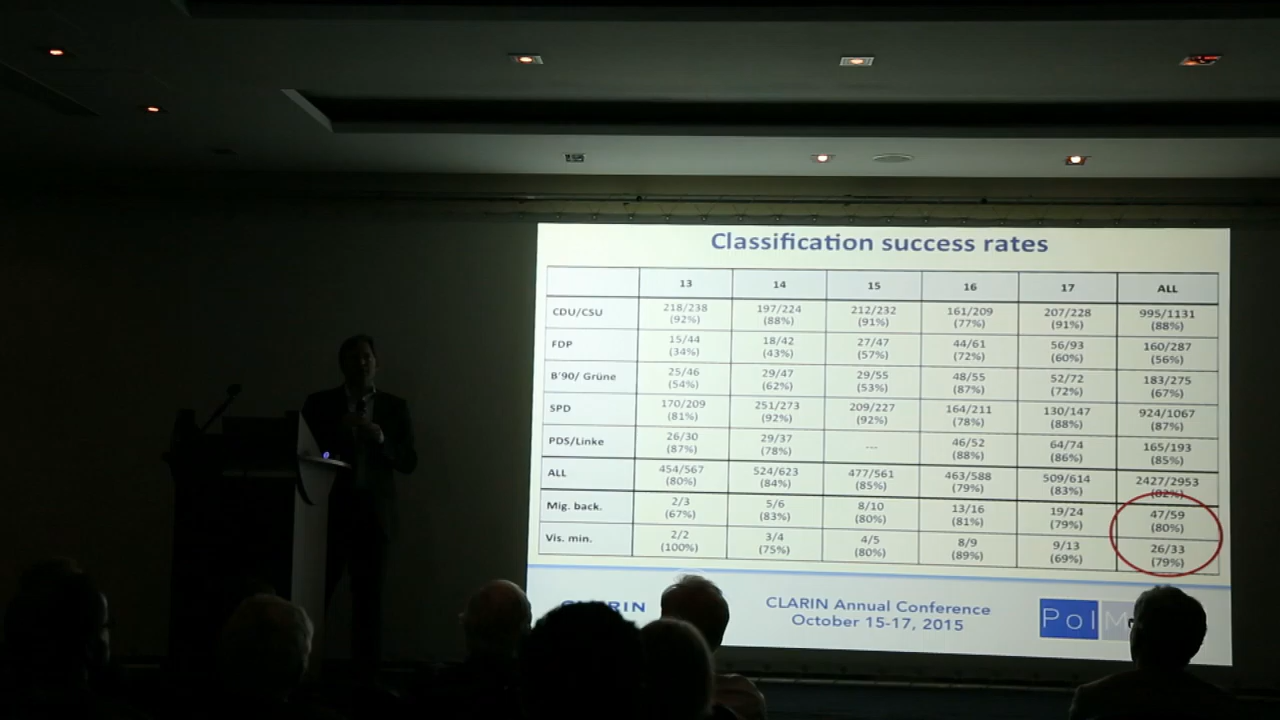 Classification success rates
13 14 15 16 17 ALL
CDU/CSU 218/238 (92%) 197/224 (88%) 212/232 (91%) 161/209 (77%) 207/228 (91%) 995/1131 (88%)
FDP 15/44 (34%) 18/42 (43%) 27/47 (57%) 44/61 (72%) 56/93 (60%) 160/287 (56%)
B'90/ Grüne 25/46 (54%) 29/47 (62%) 29/55 (53%) 48/55 (87%) 52/72 (72%) 183/275 (67%)
SPD 170/209 (81%) 251/273 (92%) 209/227 (92%) 164/211 (78%) 130/147 (88%) 924/1067 (87%)
PDS/Linke 26/30 (87%) 29/37 (78%) --- 46/52 (88%) 64/74 (86%) 165/193 (85%)
ALL 454/567 (80%) 524/623 (84%) 477/561 (85%) 463/588 (79%) 509/614 (83%) 2427/2953 (82%)
Mig. back. 2/3 (67%) 5/6 (83%) 8/10 (80%) 13/16 (81%) 19/24 (79%) 47/59 (80%)
Vis. min. 2/2 (100%) 3/4 (75%) 4/5 (80%) 8/9 (89%) 9/13 (69%) 26/33 (79%)
CLARIN
CLARIN Annual Conference
October 15-17, 2015
PolM